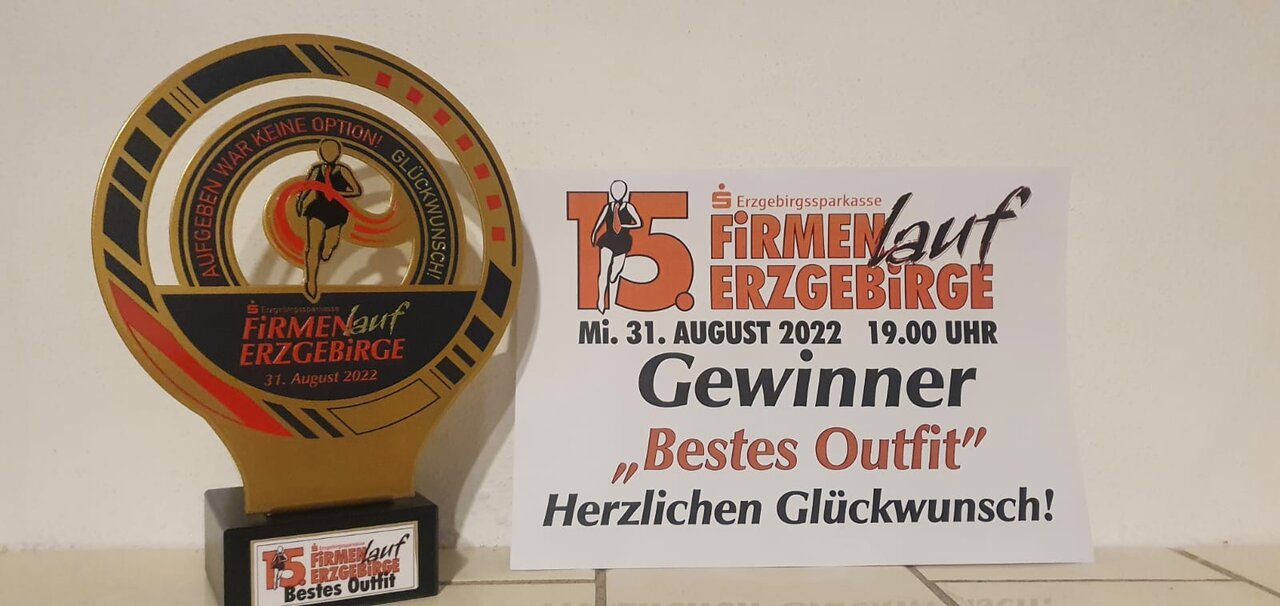 AUFGEBEN WAR KEINE OPTION! GLÜCKWUNSCH!
Erzgebirgssparkasse
FiRMENlauf
ERZGEBiRGE
31. August 2022
15.
Erzgebirgssparkasse
FiRMENlauf
ERZGEBiRGE
Bestes Outfit
15.
Erzgebirgssparkasse
FiRMENlauf
ERZGEBiRGE
Mi. 31. AUGUST 2022 19.00 UHR
Gewinner
„Bestes Outfit”
Herzlichen Glückwunsch!